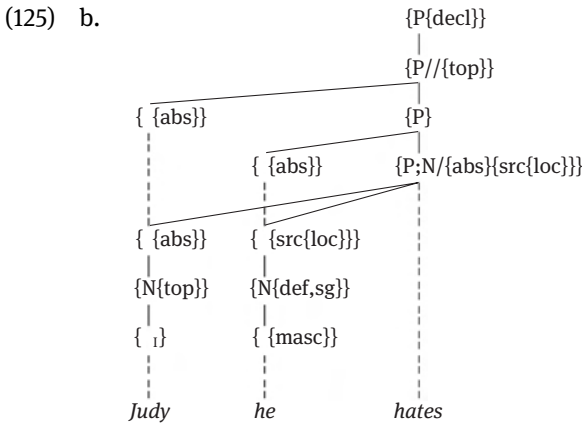 (125) b. {P{decl}}
{P//{top}}
{ {abs}} {P}
{ {abs}} {P;N/{abs}{src{loc}}}
{ {abs}} { {src{loc}}}
{N{top}} {N{def,sg}}
{ ɪ} { {masc}}
Judy he hates